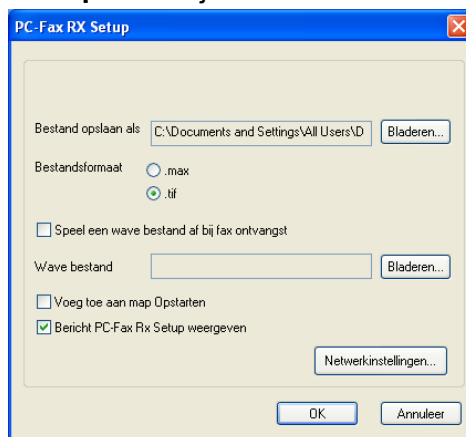 PC-Fax RX Setup
Bestand opslaan als C:\Documents and Settings\All Users\D Bladeren...
Bestandsformaat .max
.tif
Speel een wave bestand af bij fax ontvangst
Wave bestand Bladeren...
Voeg toe aan map Opstarten
Bericht PC-Fax Rx Setup weergeven
Netwerkinstellingen...
OK Annuleer